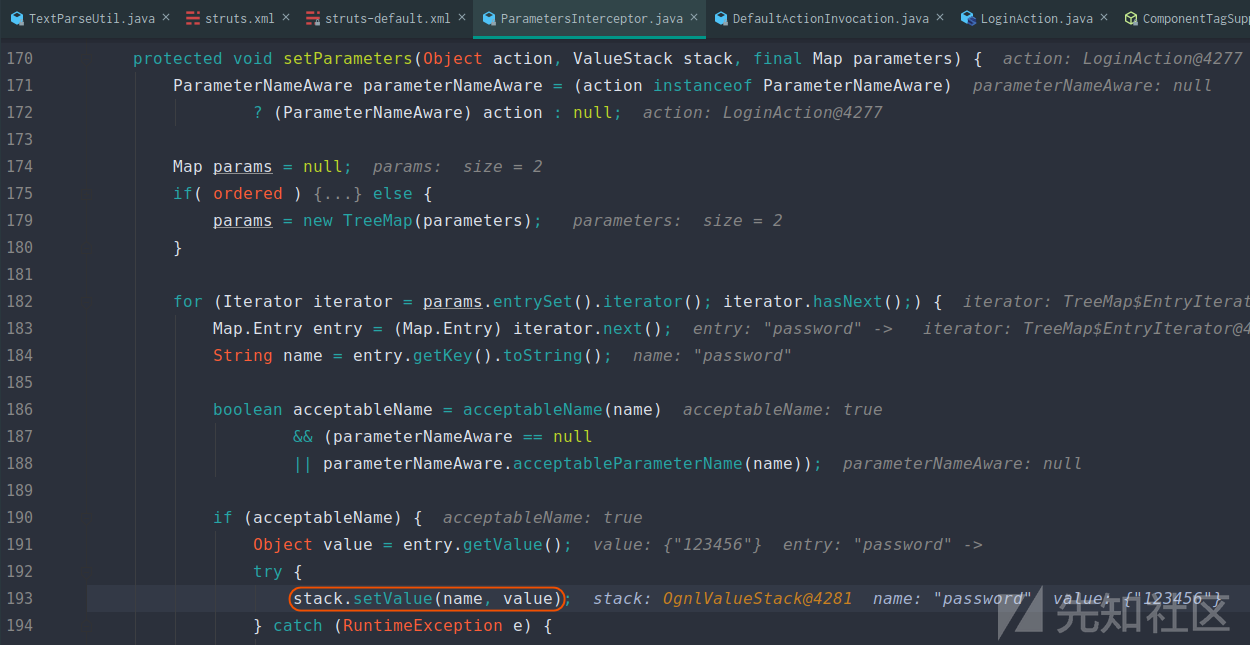 TextParseUtil.java × struts.xml × struts-default.xml × ParametersInterceptor.java × DefaultActionInvocation.java × LoginAction.java × ComponentTagSupp
170 protected void setParameters(Object action, ValueStack stack, final Map parameters) { action: LoginAction@4277
171 ParameterNameAware parameterNameAware = (action instanceof ParameterNameAware) parameterNameAware: null
172 ? (ParameterNameAware) action : null; action: LoginAction@4277
173
174 Map params = null; params: size = 2
175 if( ordered ) {...} else {
179 params = new TreeMap(parameters); parameters: size = 2
180 }
181
182 for (Iterator iterator = params.entrySet().iterator(); iterator.hasNext();) { iterator: TreeMap$EntryIterat
183 Map.Entry entry = (Map.Entry) iterator.next(); entry: "password" -> iterator: TreeMap$EntryIterator@4
184 String name = entry.getKey().toString(); name: "password"
185
186 boolean acceptableName = acceptableName(name) acceptableName: true
187 && (parameterNameAware == null
188 || parameterNameAware.acceptableParameterName(name)); parameterNameAware: null
189
190 if (acceptableName) { acceptableName: true
191 Object value = entry.getValue(); value: {"123456"} entry: "password" ->
192 try {
193 stack.setValue(name, value); stack: OgnlValueStack@4281 name: "password" value: {"123456"}
194 } catch (RuntimeException e) {
先知社区